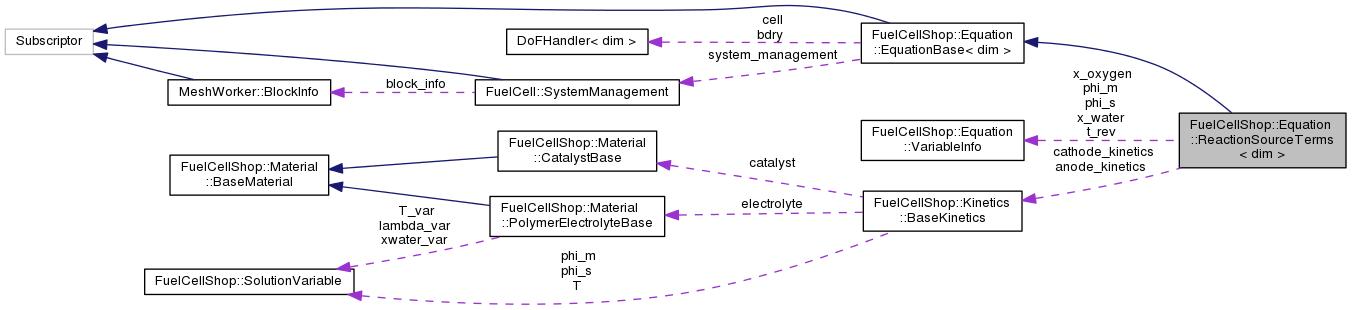 Subscriptor
DoFHandler< dim >
cell
bdry
system_management
FuelCellShop::Equation
::EquationBase< dim >
MeshWorker::BlockInfo
block_info
FuelCell::SystemManagement
x_oxygen
phi_m
phi_s
x_water
t_rev
FuelCellShop::Equation
::VariableInfo
FuelCellShop::Equation
::ReactionSourceTerms
< dim >
cathode_kinetics
anode_kinetics
FuelCellShop::Material
::BaseMaterial
FuelCellShop::Material
::CatalystBase
catalyst
FuelCellShop::Material
::PolymerElectrolyteBase
electrolyte
FuelCellShop::Kinetics
::BaseKinetics
T_var
lambda_var
xwater_var
FuelCellShop::SolutionVariable
phi_m
phi_s
T